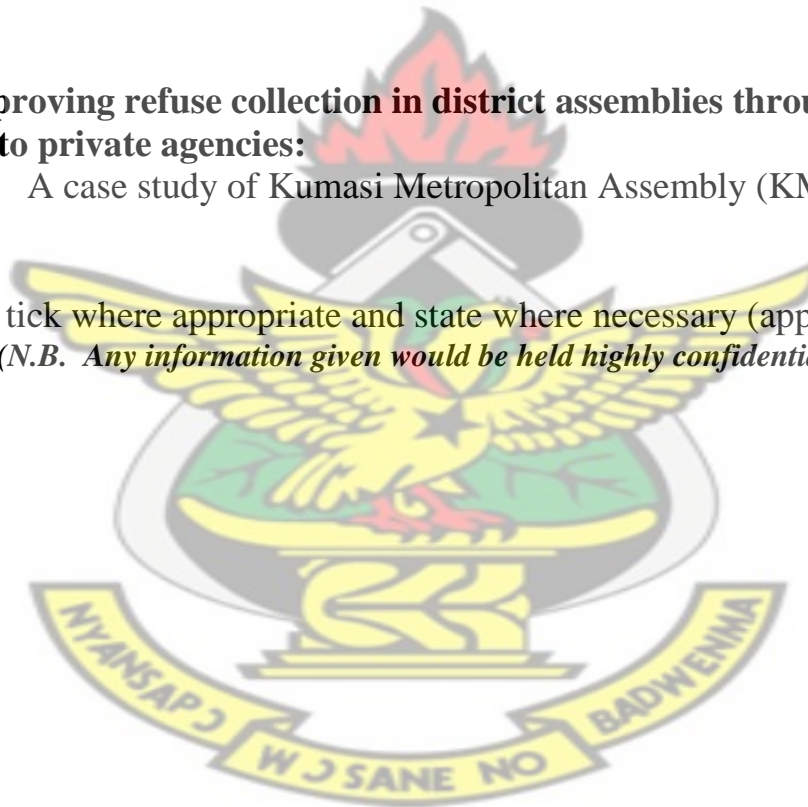 proving refuse collection in district assemblies throu
to private agencies:
A case study of Kumasi Metropolitan Assembly (KM
tick where appropriate and state where necessary (app
(N.B. Any information given would be held highly confidentia
NYANSAPƆ WƆSANE NO BADWENMA